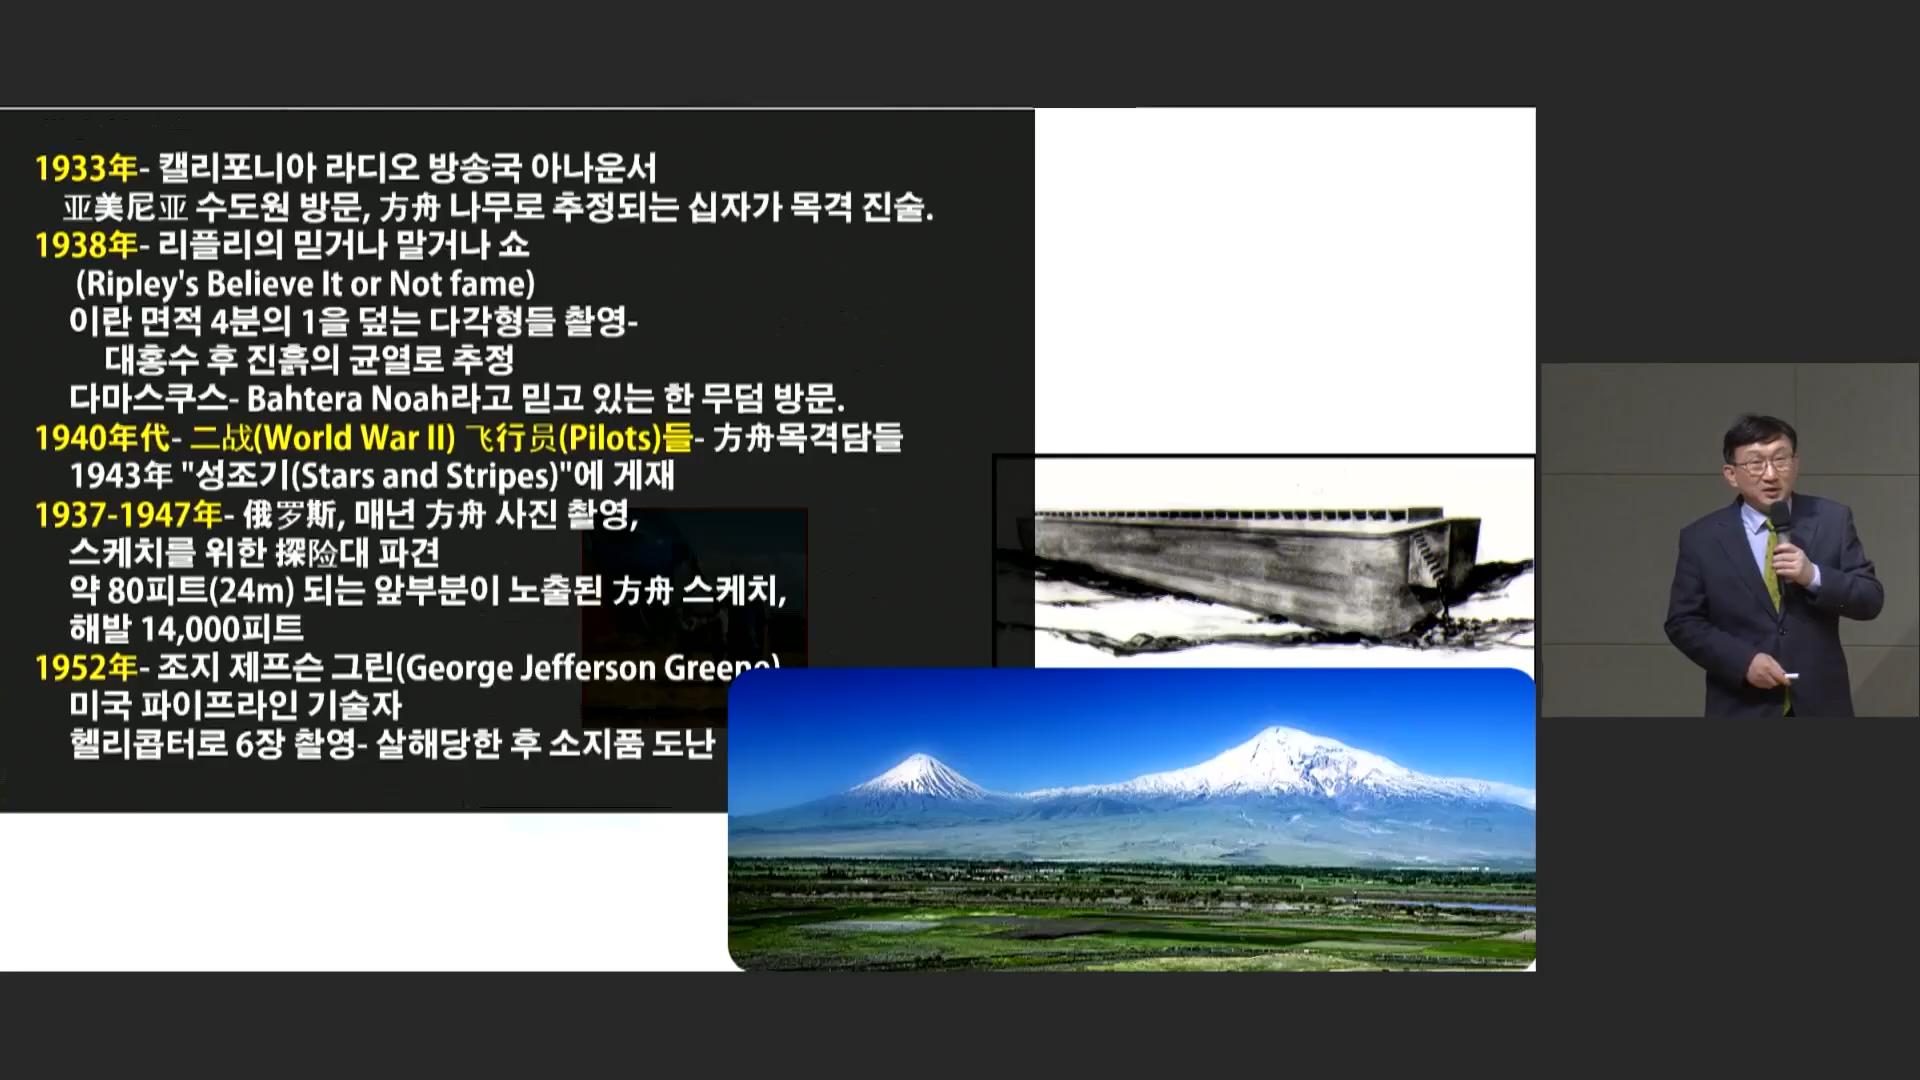 1933年- 캘리포니아 라디오 방송국 아나운서
亚美尼亚 수도원 방문, 方舟 나무로 추정되는 십자가 목격 진술.
1938年- 리플리의 믿거나 말거나 쇼
(Ripley's Believe It or Not fame)
이란 면적 4분의 1을 덮는 다각형들 촬영-
대홍수 후 진흙의 균열로 추정
다마스쿠스- Bahtera Noah라고 믿고 있는 한 무덤 방문.
1940年代- 二战(World War II) 飞行员(Pilots)들- 方舟목격담들
1943年 "성조기(Stars and Stripes)"에 게재
1937-1947年- 俄罗斯, 매년 方舟 사진 촬영,
스케치를 위한 探险대 파견
약 80피트(24m) 되는 앞부분이 노출된 方舟 스케치,
해발 14,000피트
1952年- 조지 제프슨 그린(George Jefferson Greene)
미국 파이프라인 기술자
헬리콥터로 6장 촬영- 살해당한 후 소지품 도난